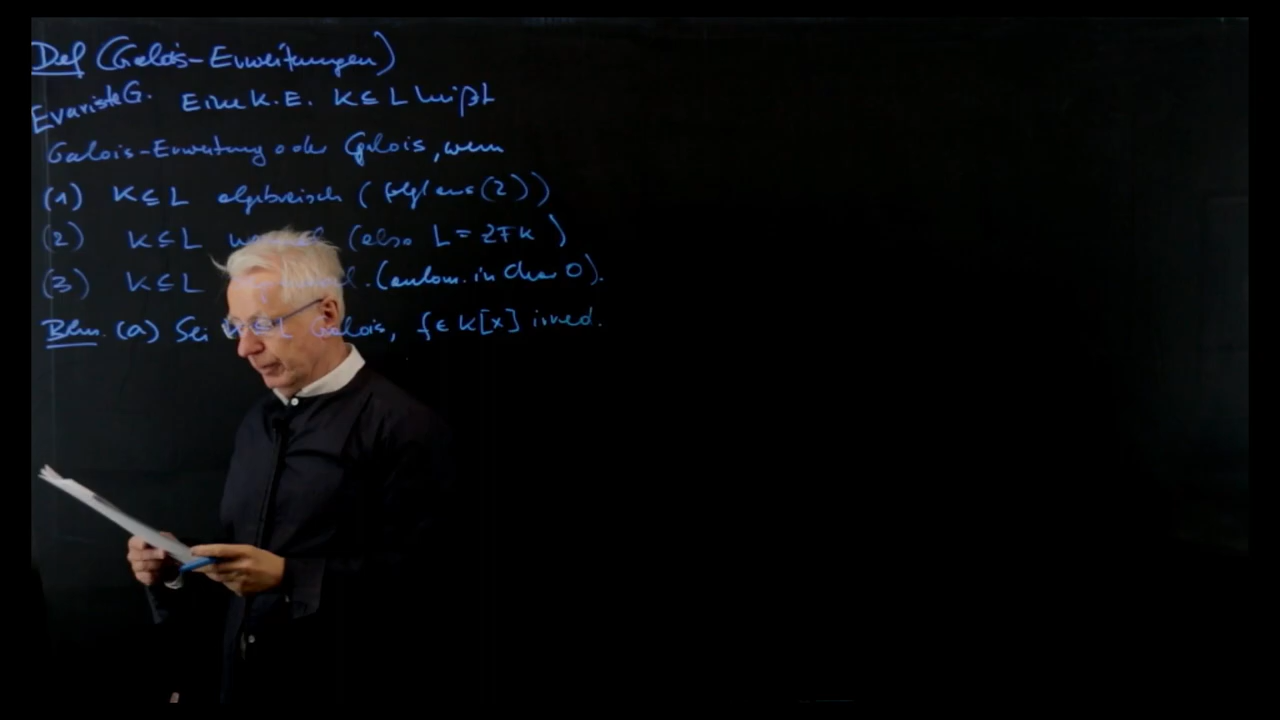 Def (Galois-Erweiterungen)
Evariste G. Eine K.E. K ⊆ L heißt
Galois-Erweiterung oder Galois, wenn
(1) K ⊆ L algebraisch (folgt aus (2))
(2) K ⊆ L (also L = ZFK)
(3) K ⊆ L (autom. in Char 0).
Bem. (a) Sei K ⊆ L Galois, f ∈ K[x] irred.